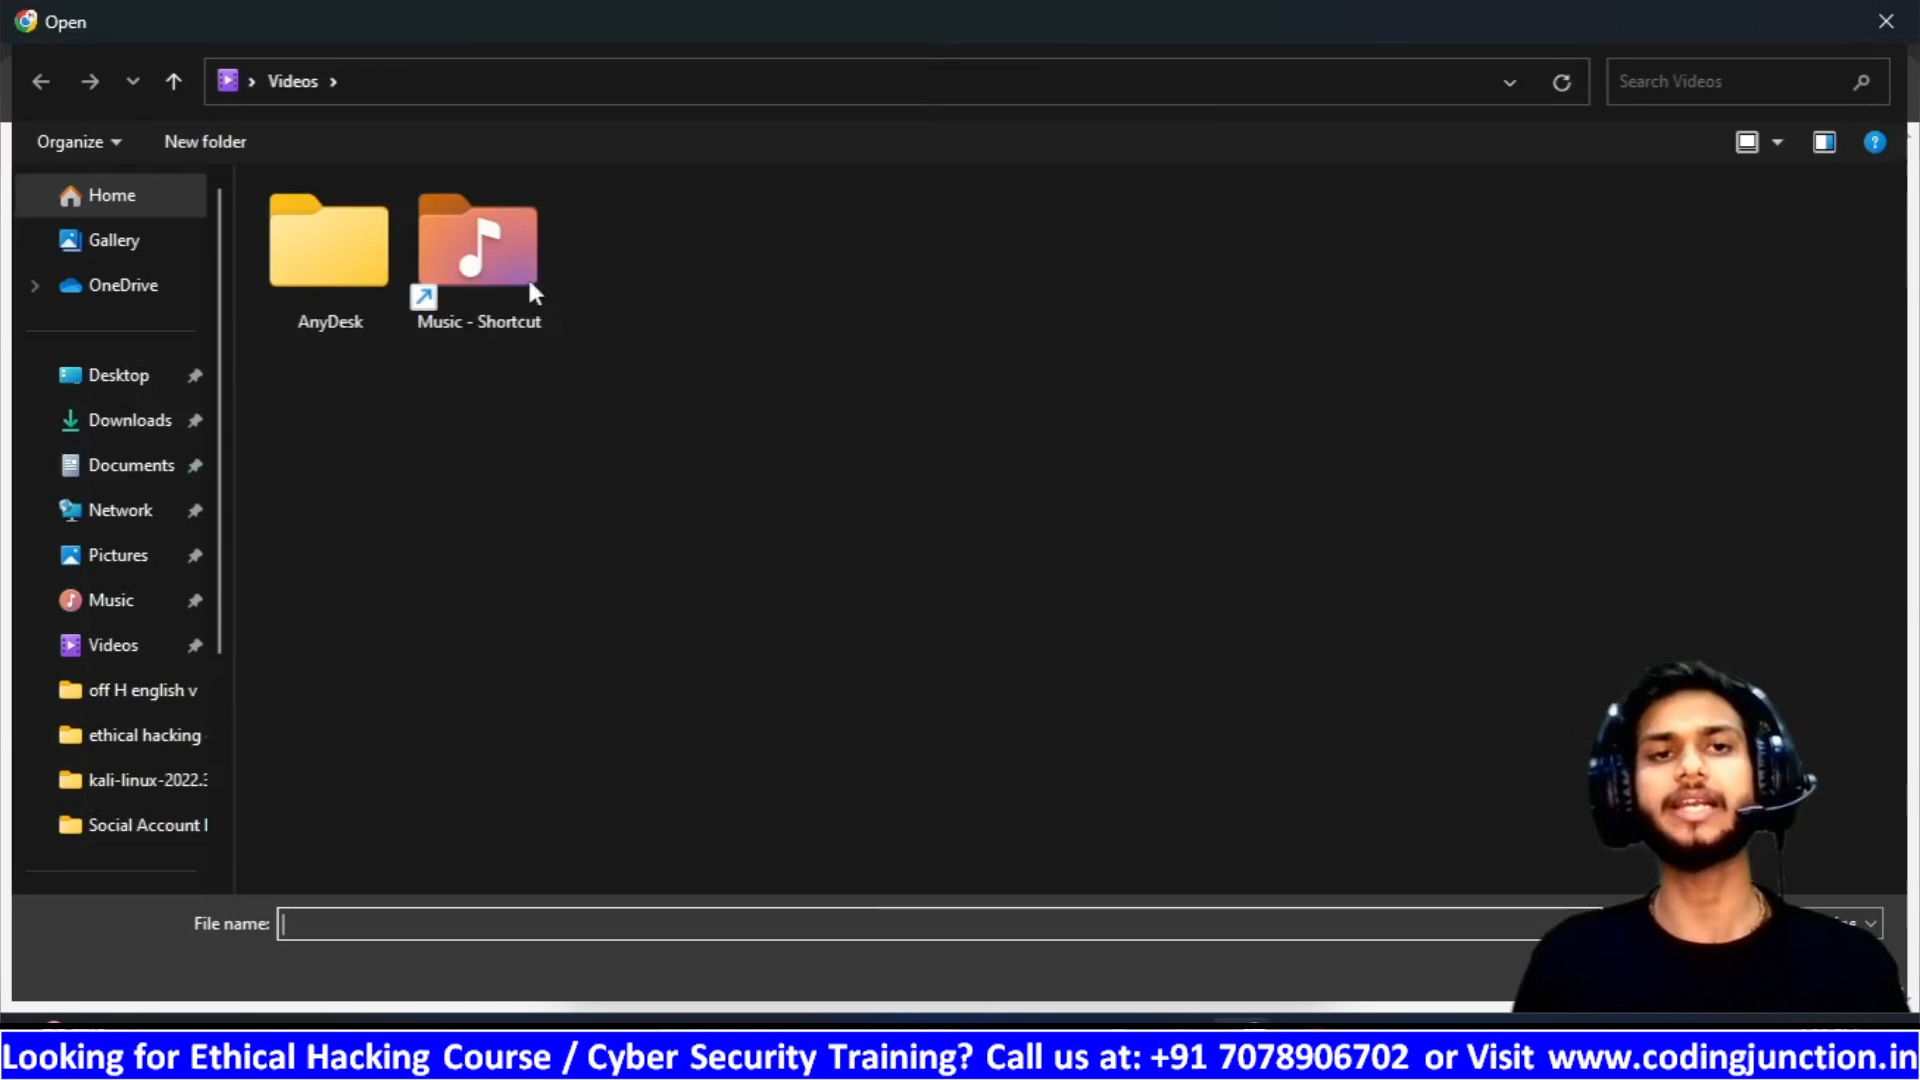 Open
Videos
Search Videos
Organize
New folder
Home
Gallery
OneDrive
Desktop
Downloads
Documents
Network
Pictures
Music
Videos
off H english v
ethical hacking
kali-linux-2022.3
Social Account
AnyDesk
Music - Shortcut
File name:
Looking for Ethical Hacking Course / Cyber Security Training? Call us at: +91 7078906702 or Visit www.codingjunction.in